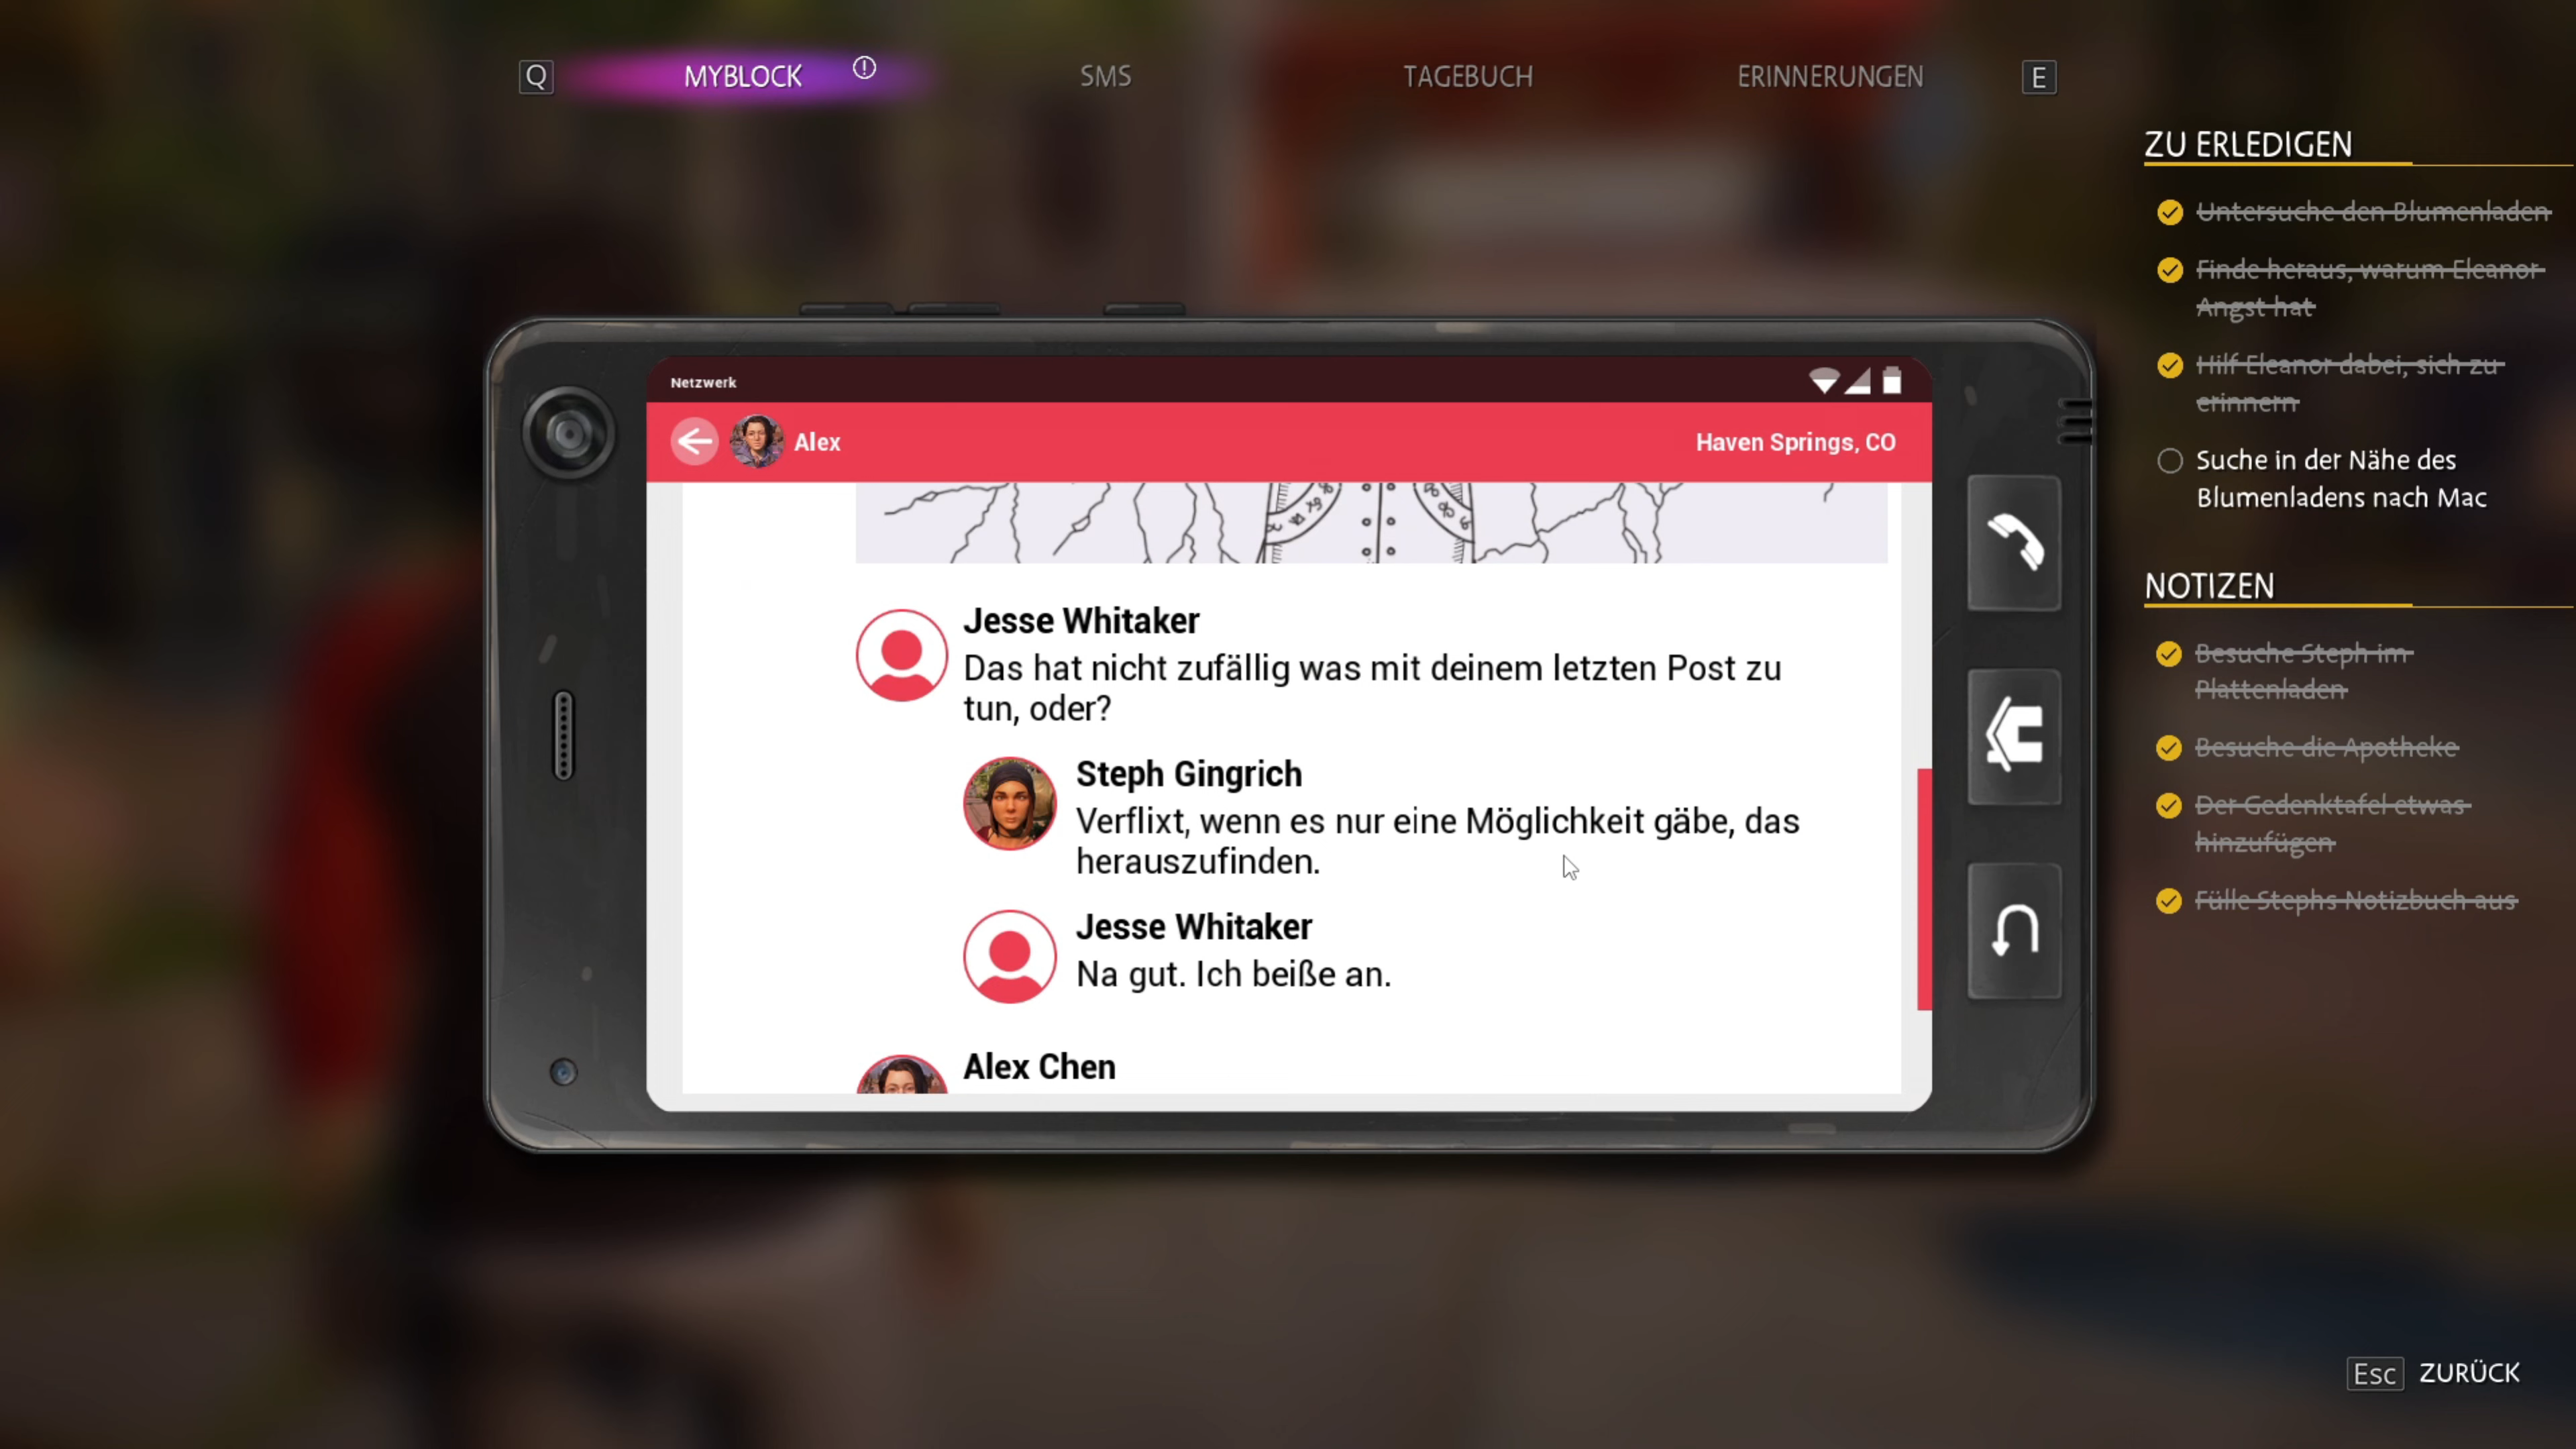 Q
MYBLOCK
SMS
TAGEBUCH
ERINNERUNGEN
E
Netzwerk
Alex
Haven Springs, CO
Jesse Whitaker
Das hat nicht zufällig was mit deinem letzten Post zu
tun, oder?
Steph Gingrich
Verflixt, wenn es nur eine Möglichkeit gäbe, das
herauszufinden.
Jesse Whitaker
Na gut. Ich beiße an.
Alex Chen
ZU ERLEDIGEN
Untersuche den Blumenladen
Finde heraus, warum Eleanor
Angst hat
Hilf Eleanor dabei, sich zu
erinnern
Suche in der Nähe des
Blumenladens nach Mac
NOTIZEN
Besuche Steph im
Plattenladen
Besuche die Apotheke
Der Gedenktafel etwas
hinzufügen
Fülle Stephs Notizbuch aus
Esc ZURÜCK